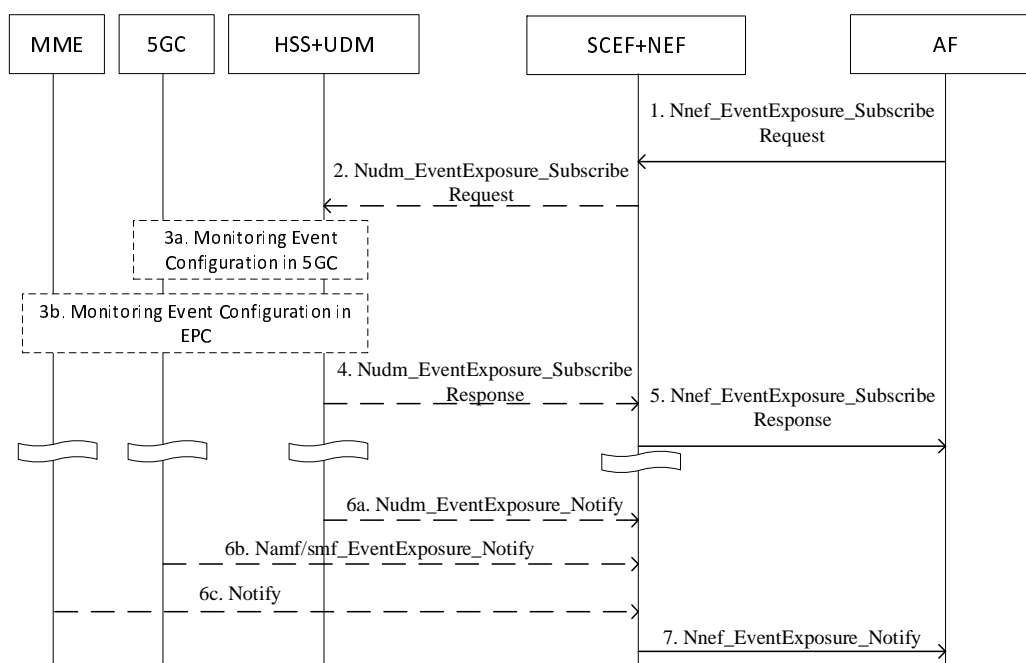 MME
5GC
HSS+UDM
SCEF+NEF
AF
1. Nnef_EventExposure_Subscribe
Request
2. Nudm_EventExposure_Subscribe
Request
3a. Monitoring Event
Configuration in 5GC
3b. Monitoring Event Configuration in
EPC
4. Nudm_EventExposure_Subscribe
Response
5. Nnef_EventExposure_Subscribe
Response
6a. Nudm_EventExposure_Notify
6b. Namf/smf_EventExposure_Notify
6c. Notify
7. Nnef_EventExposure_Notify